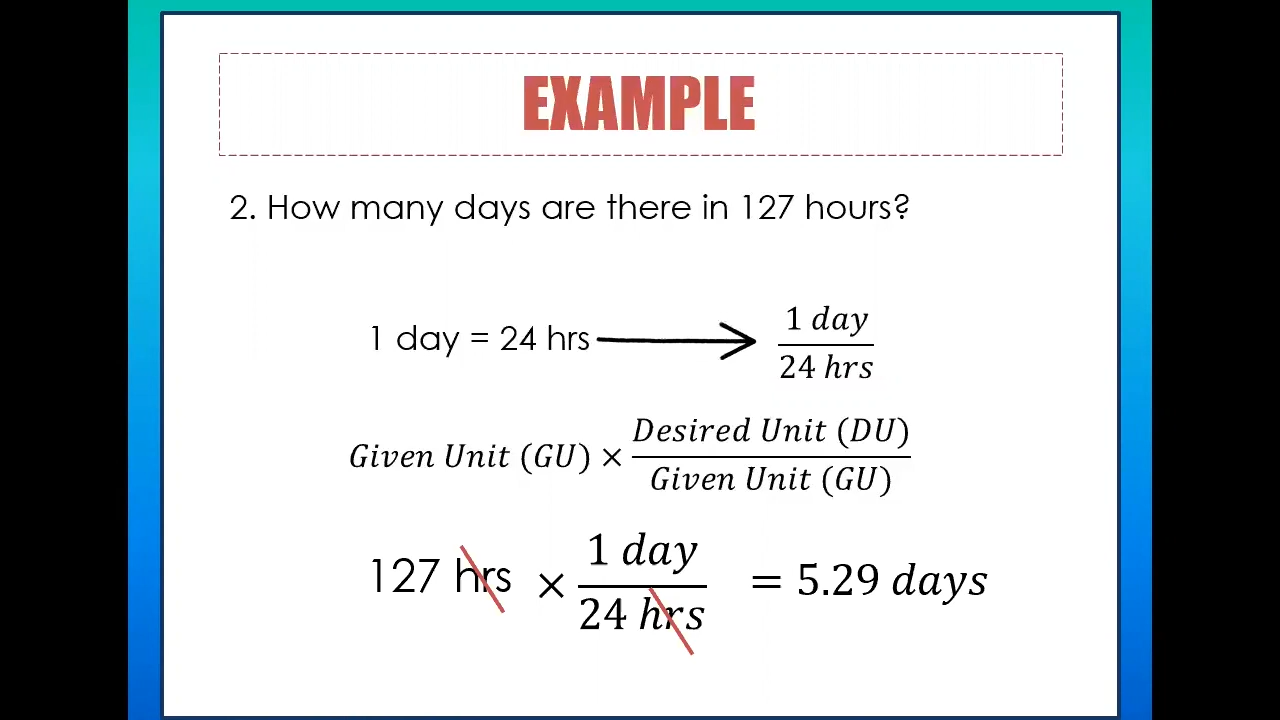 EXAMPLE
2. How many days are there in 127 hours?
1 day = 24 hrs
1 day
24 hrs
Given Unit (GU) × Desired Unit (DU)
Given Unit (GU)
127 hrs × 1 day = 5.29 days
24 hrs